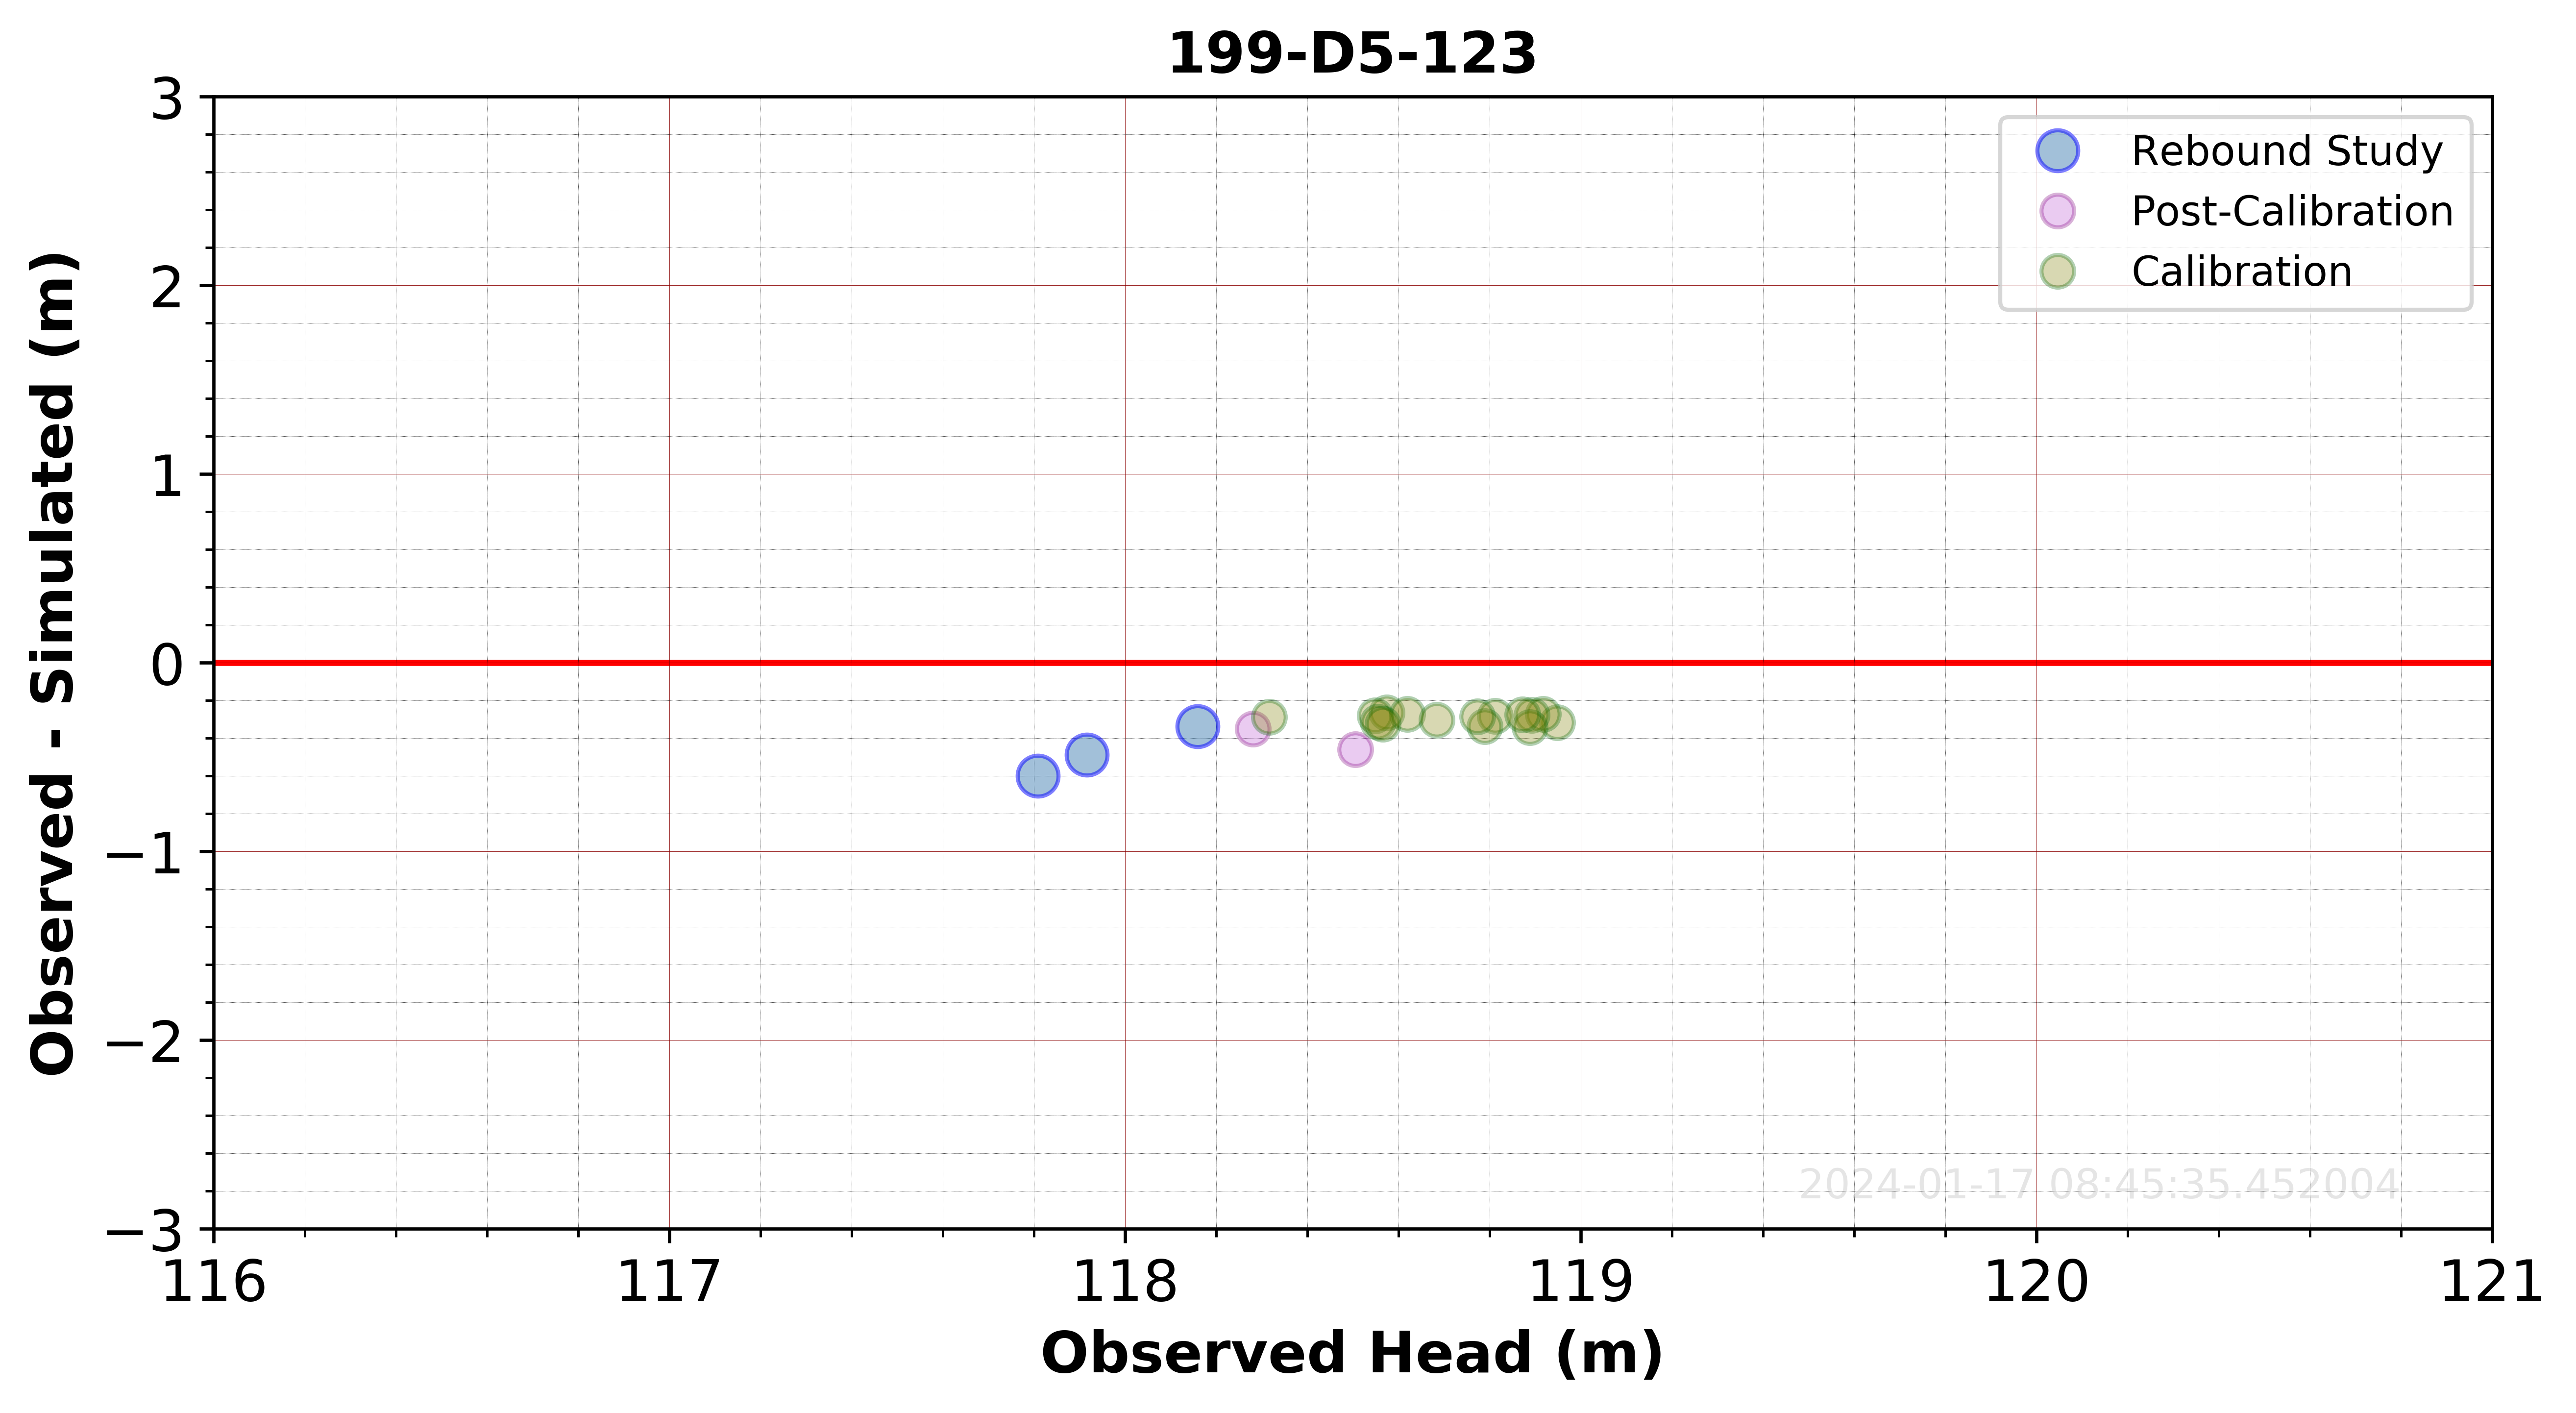 199-D5-123
3
2
1
0
−1
−2
−3
Observed - Simulated (m)
Rebound Study
Post-Calibration
Calibration
2024-01-17 08:45:35.452004
116 117 118 119 120 121
Observed Head (m)